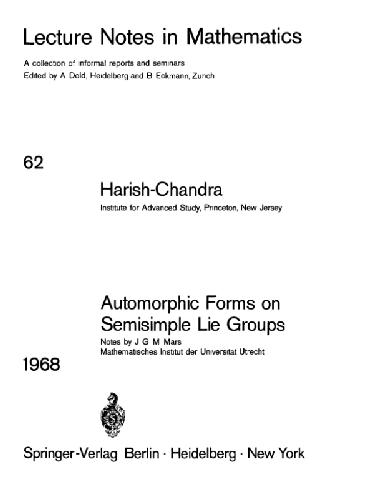 Lecture Notes in Mathematics
A collection of informal reports and seminars
Edited by A Dold, Heidelberg and B Eckmann, Zurich
62
Harish-Chandra
Institute for Advanced Study, Princeton, New Jersey
Automorphic Forms on
Semisimple Lie Groups
Notes by J G M Mars
Mathematisches Institut der Universitat Utrecht
1968
Springer-Verlag Berlin · Heidelberg · New York